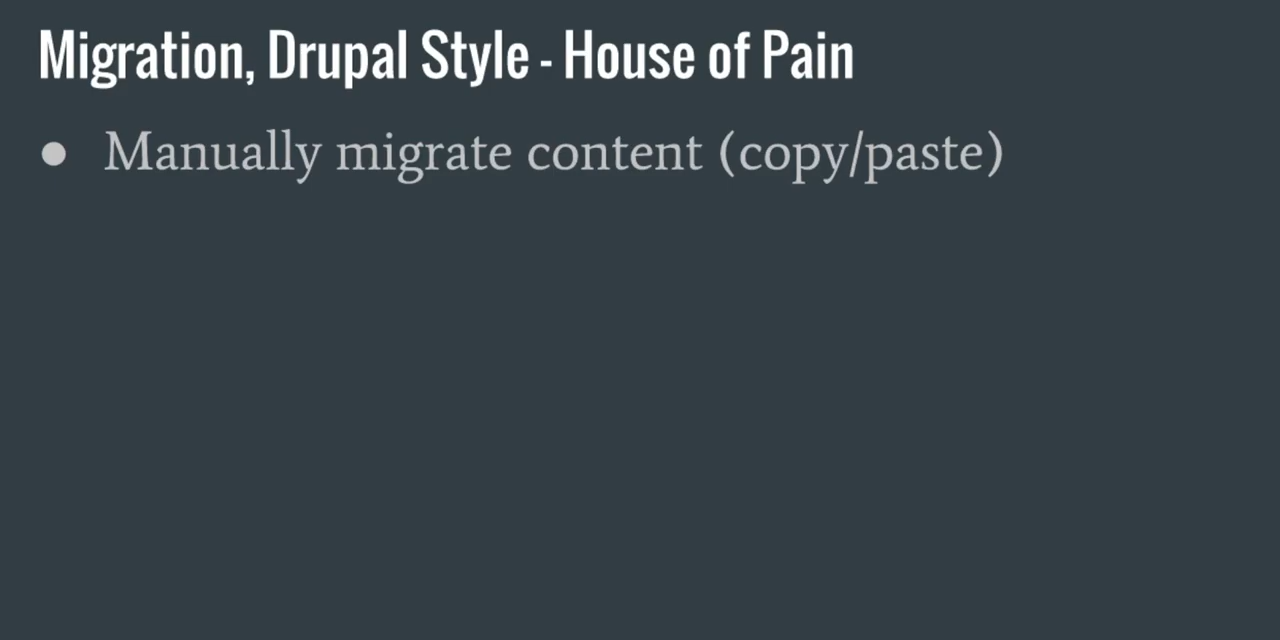 Migration, Drupal Style - House of Pain
● Manually migrate content (copy/paste)